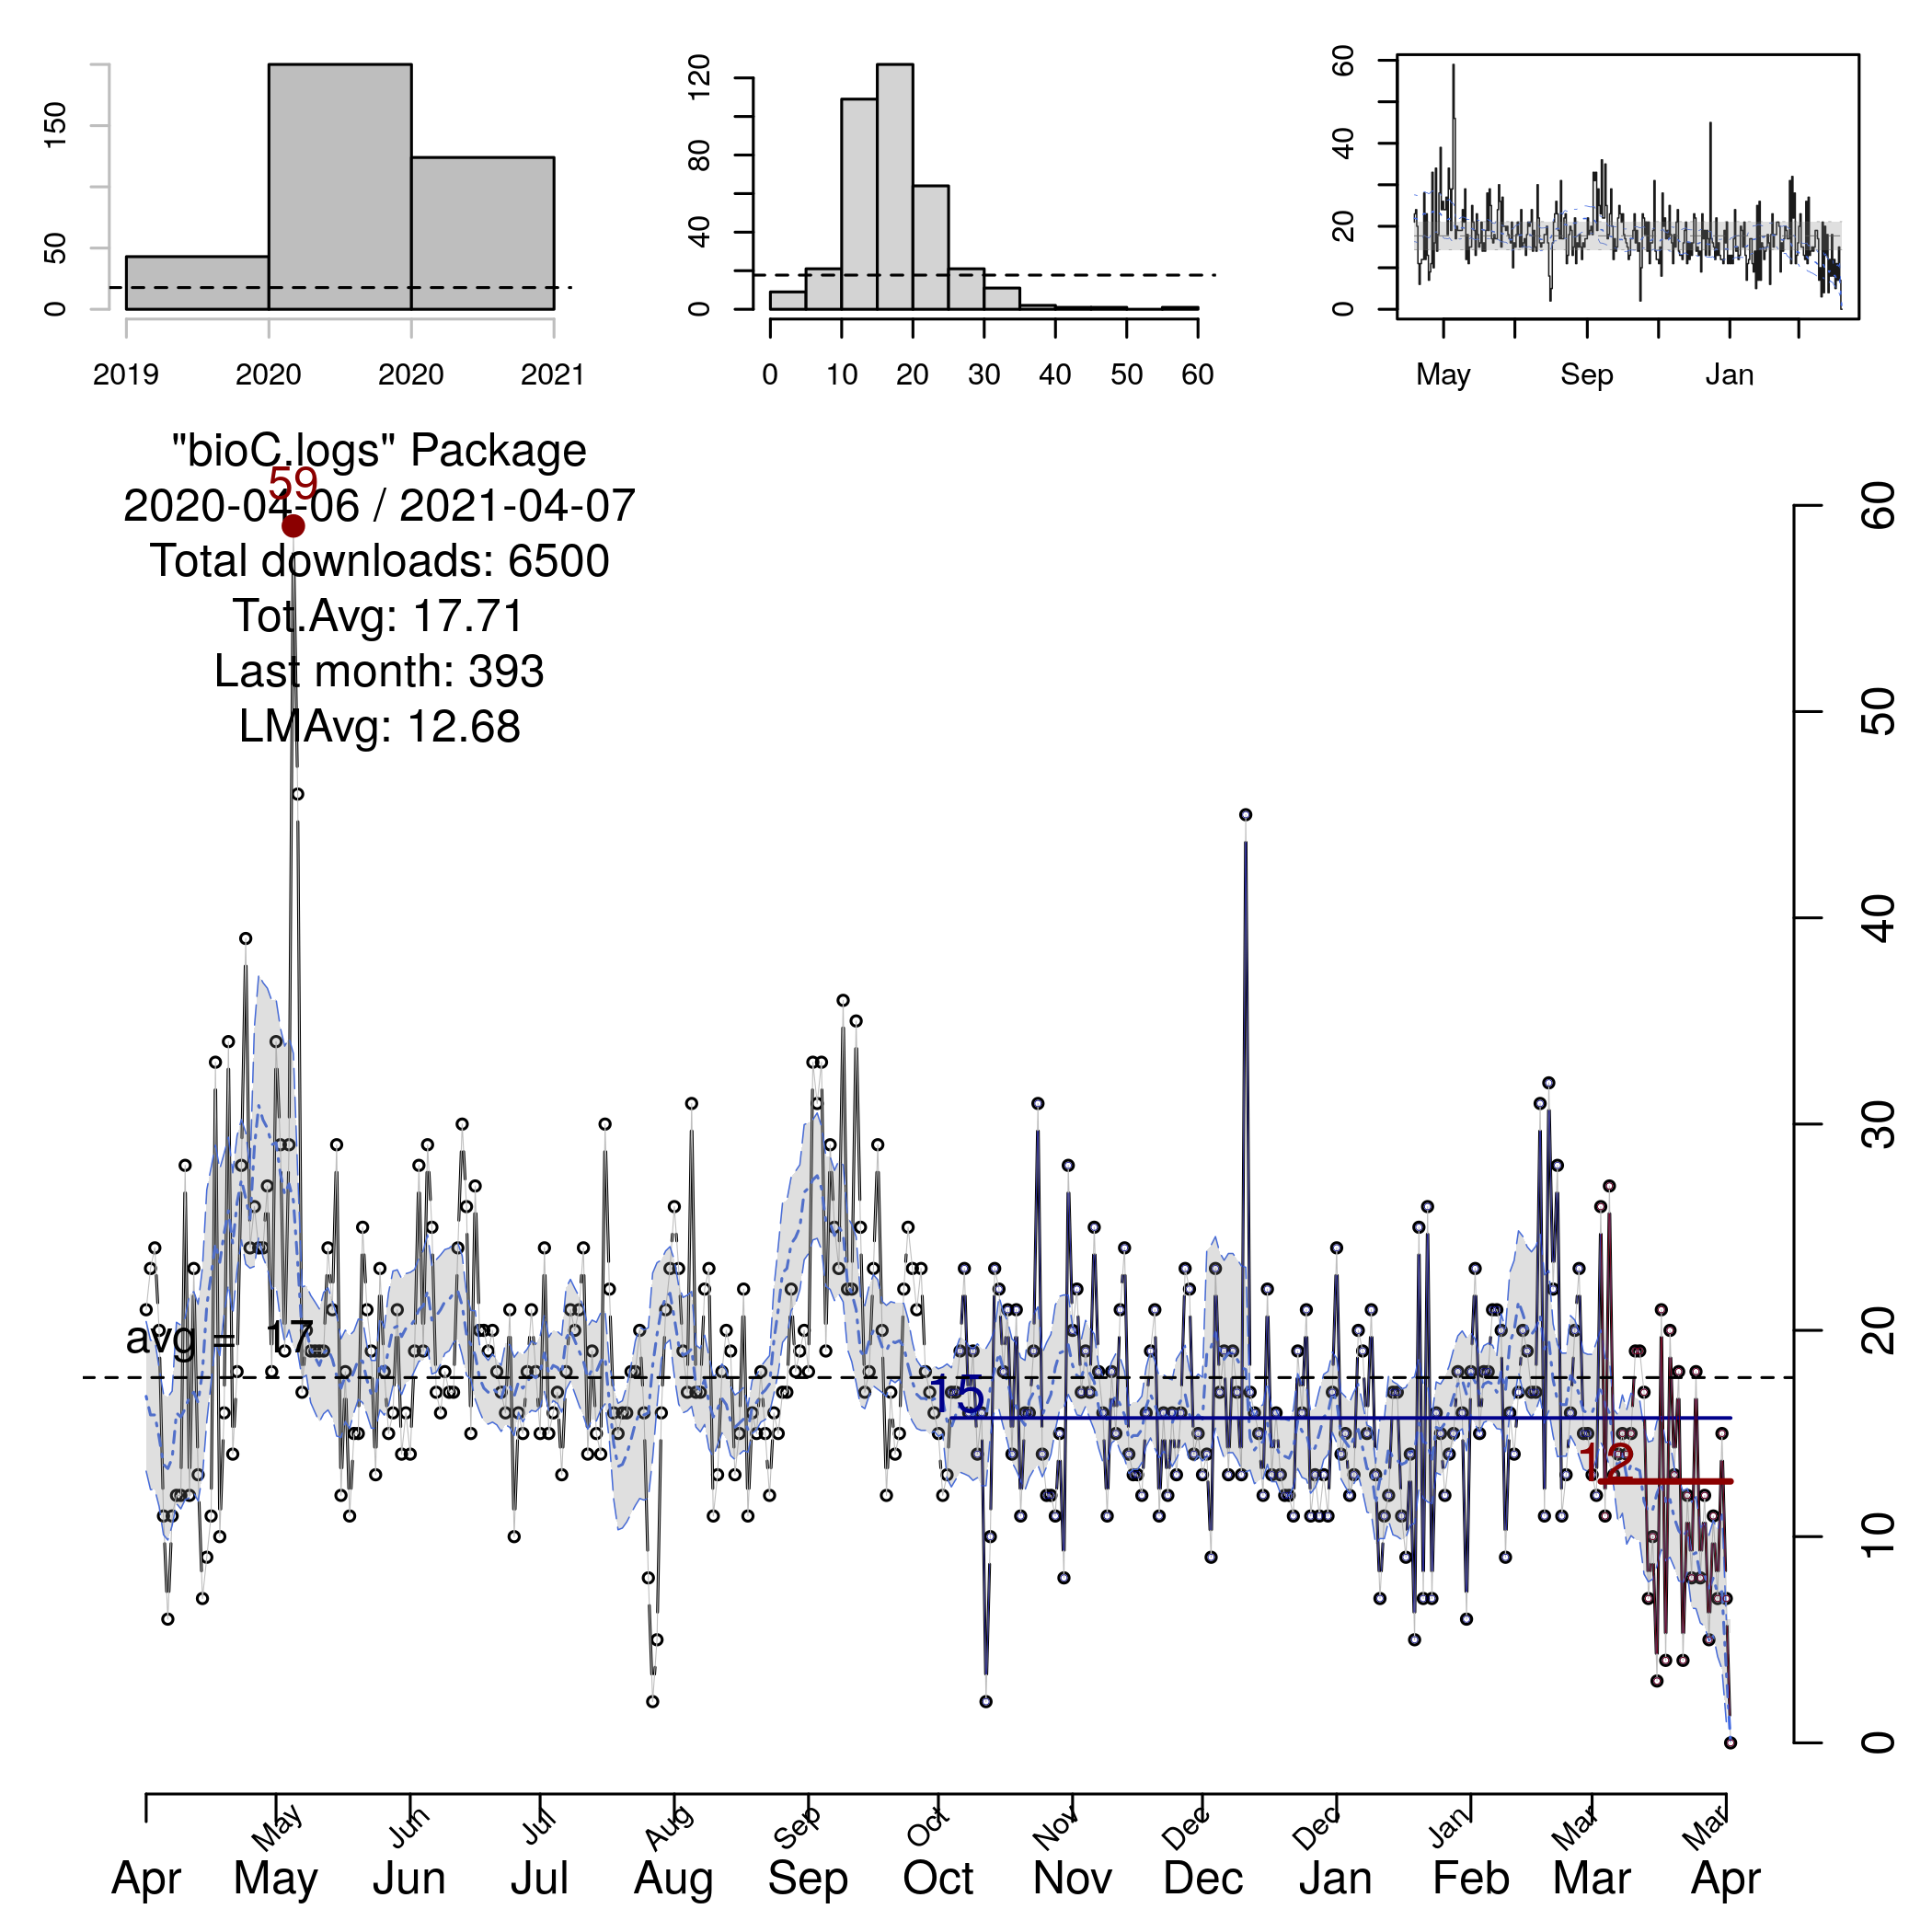 150
50
0
2019 2020 2020 2021
120
80
40
0
0 10 20 30 40 50 60
60
40
20
0
May Sep Jan
"bioC.logs" Package
59
2020-04-06 / 2021-04-07
Total downloads: 6500
Tot.Avg: 17.71
Last month: 393
LMAvg: 12.68
60
50
40
30
20
10
0
avg = 17
15
12
May Jun Jul Aug Sep Oct Nov Dec Dec Jan Mar Mar
Apr May Jun Jul Aug Sep Oct Nov Dec Jan Feb Mar Apr